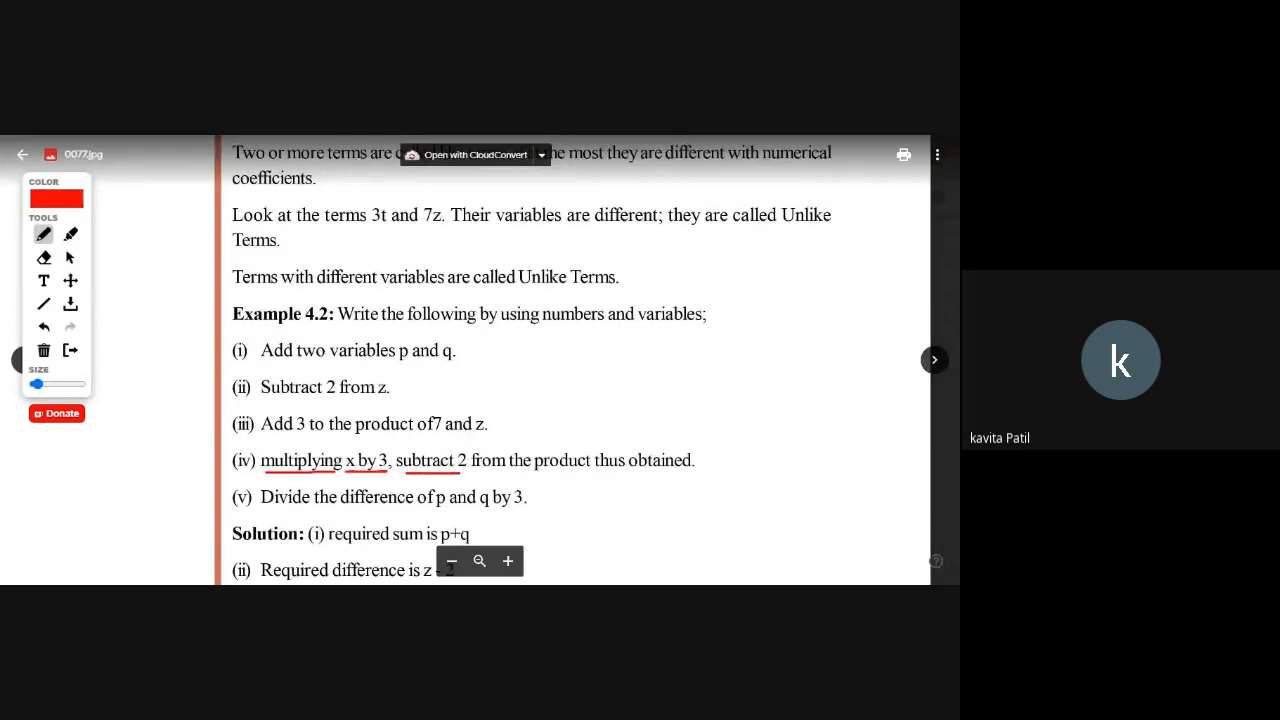 0077.jpg
Open with CloudConvert
COLOR
TOOLS
T
SIZE
Donate
Two or more terms are the most they are different with numerical
coefficients.
Look at the terms 3t and 7z. Their variables are different; they are called Unlike
Terms.
Terms with different variables are called Unlike Terms.
Example 4.2: Write the following by using numbers and variables;
(i) Add two variables p and q.
(ii) Subtract 2 from z.
(iii) Add 3 to the product of7 and z.
(iv) multiplying x by 3, subtract 2 from the product thus obtained.
(v) Divide the difference of p and q by 3.
Solution: (i) required sum is p+q
(ii) Required difference is z - 2
k
kavita Patil